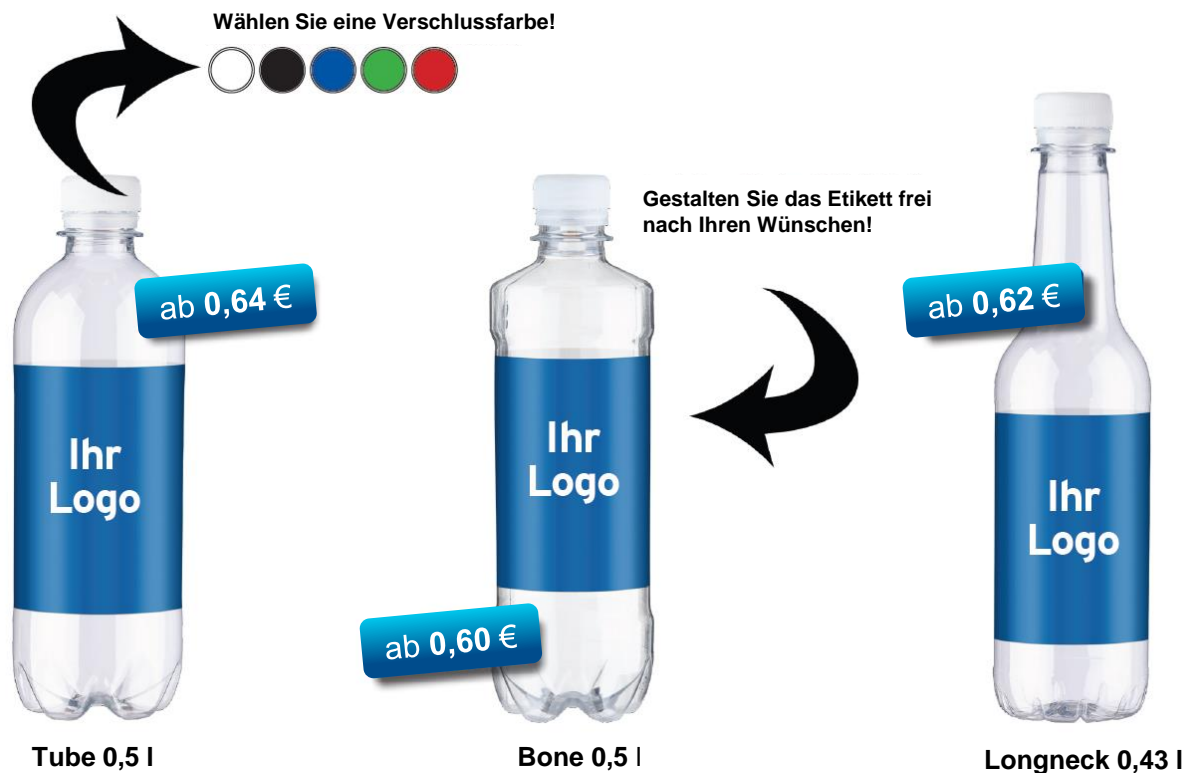 Wählen Sie eine Verschlussfarbe!
Gestalten Sie das Etikett frei
nach Ihren Wünschen!
ab 0,64 €
ab 0,62 €
Ihr
Logo
Ihr
Logo
Ihr
Logo
ab 0,60 €
Tube 0,5 l
Bone 0,5 l
Longneck 0,43 l